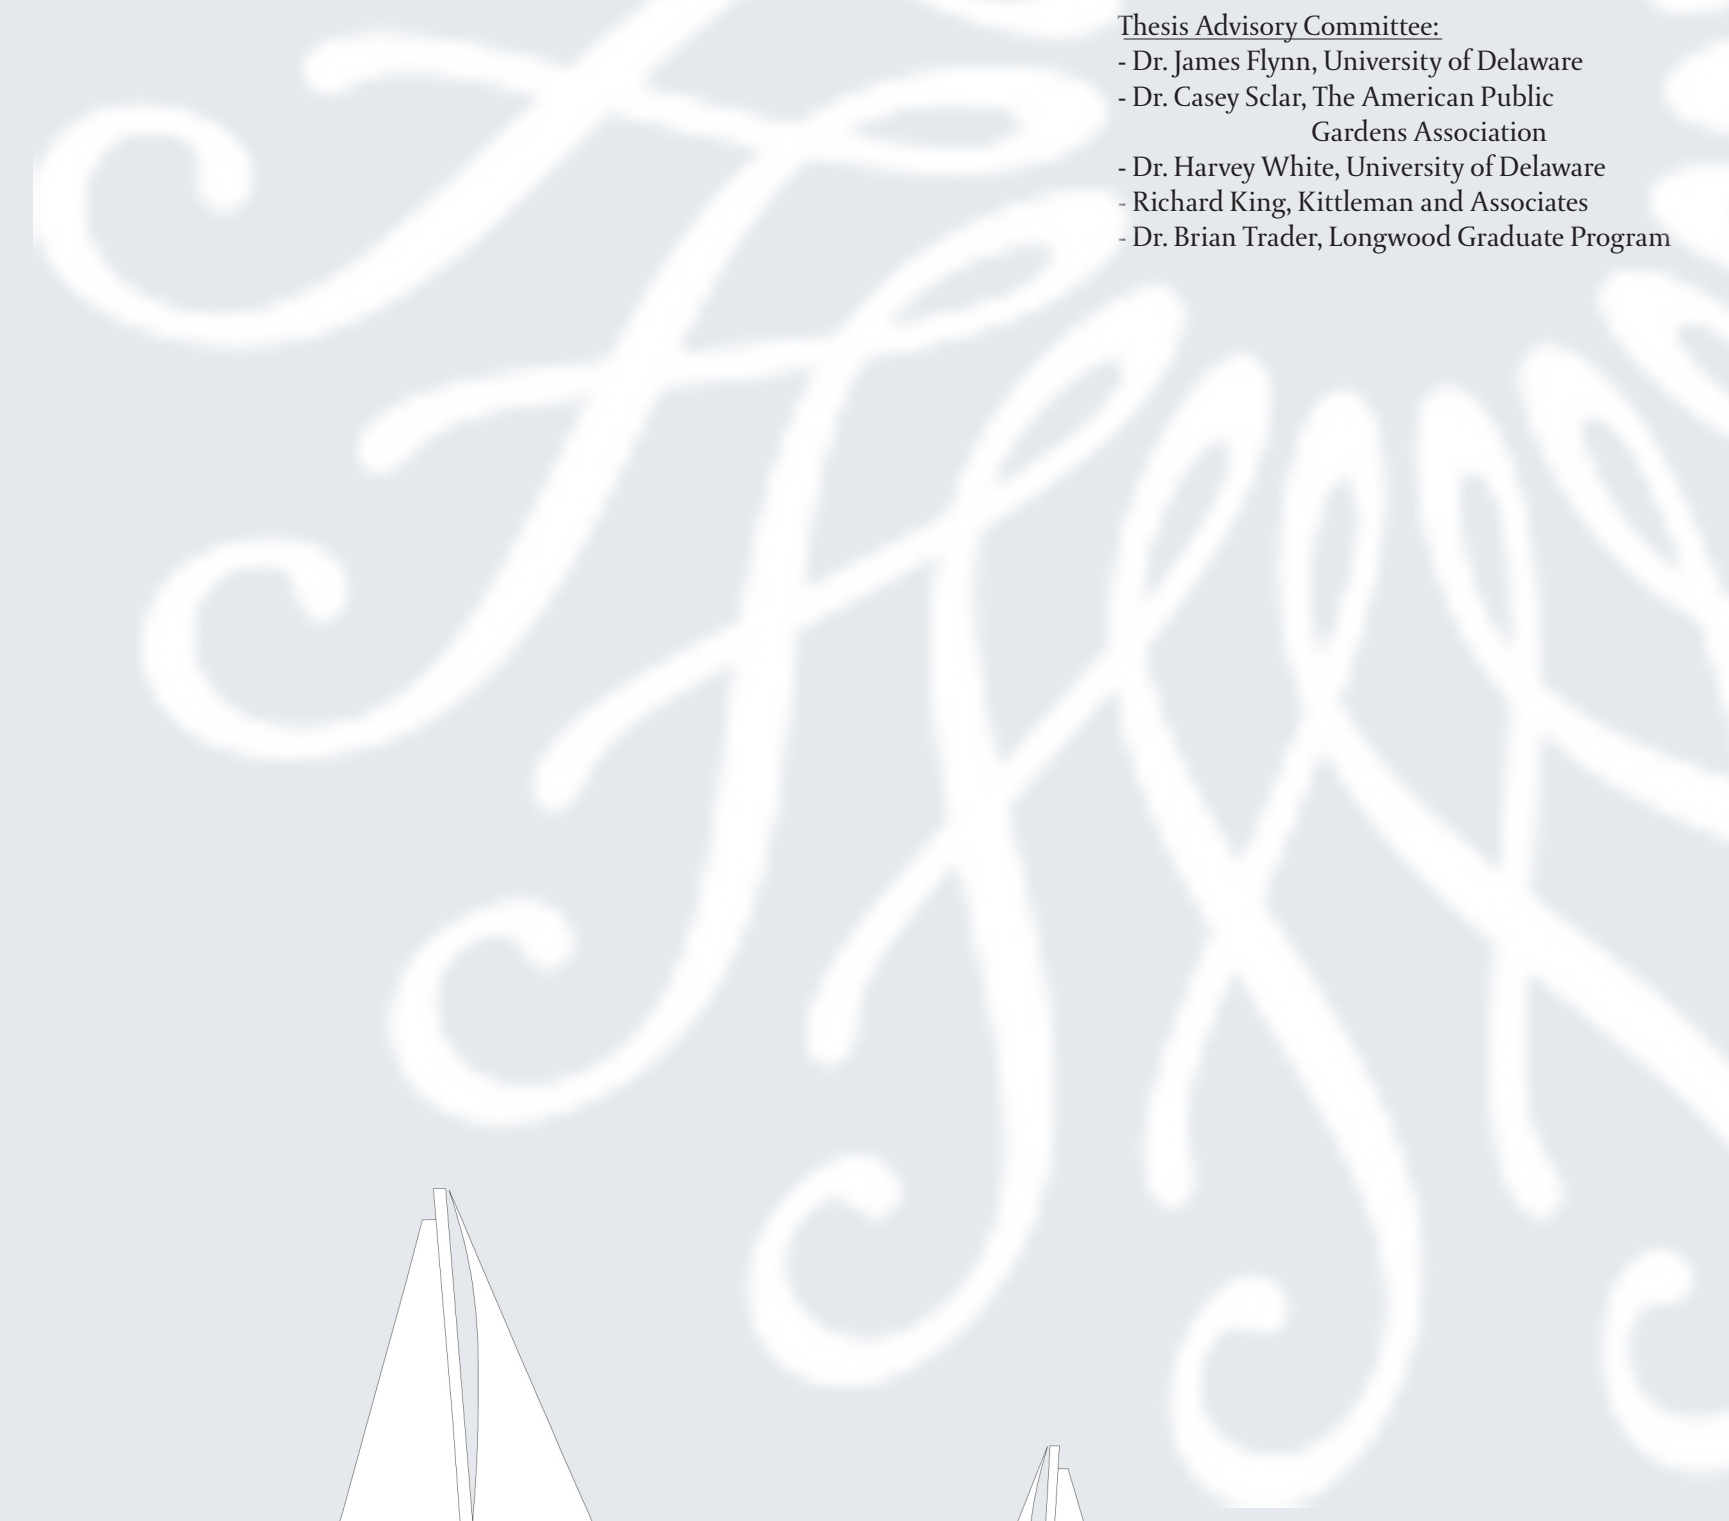 Thesis Advisory Committee:
- Dr. James Flynn, University of Delaware
- Dr. Casey Sclar, The American Public
Gardens Association
- Dr. Harvey White, University of Delaware
- Richard King, Kittleman and Associates
- Dr. Brian Trader, Longwood Graduate Program